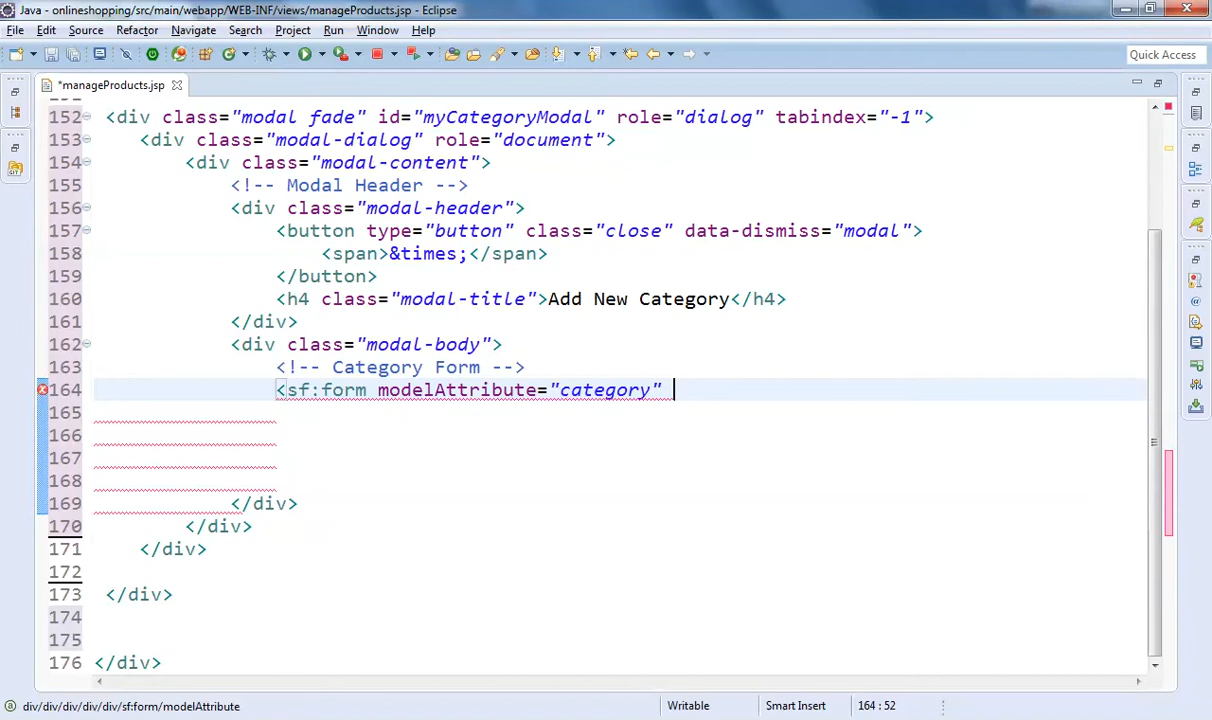 Java - onlineshopping/src/main/webapp/WEB-INF/views/manageProducts.jsp - Eclipse
File Edit Source Refactor Navigate Search Project Run Window Help
Quick Access
*manageProducts.jsp
152 <div class="modal fade" id="myCategoryModal" role="dialog" tabindex="-1">
153 <div class="modal-dialog" role="document">
154 <div class="modal-content">
155 <!-- Modal Header -->
156 <div class="modal-header">
157 <button type="button" class="close" data-dismiss="modal">
158 <span>&times;</span>
159 </button>
160 <h4 class="modal-title">Add New Category</h4>
161 </div>
162 <div class="modal-body">
163 <!-- Category Form -->
164 <sf:form modelAttribute="category"
165
166
167
168
169 </div>
170 </div>
171 </div>
172
173 </div>
174
175
176 </div>
div/div/div/div/sf:form/modelAttribute Writable Smart Insert 164 : 52